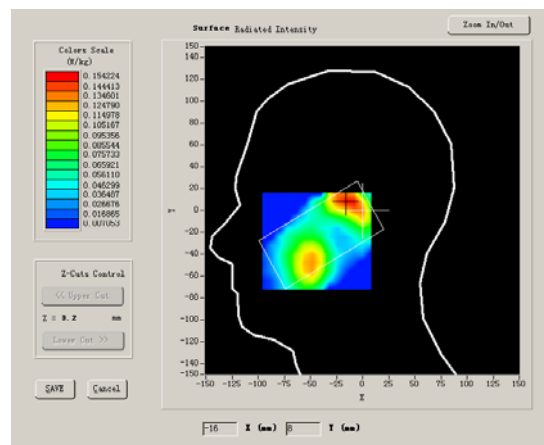 Surface Radiated Intensity
Zoom In/Out
Colors Scale
(W/kg)
0.154224
0.144413
0.134601
0.124790
0.114978
0.105167
0.095356
0.085544
0.075733
0.065921
0.056110
0.046299
0.036487
0.026676
0.016865
0.007053
Z-Cuts Control
<< Upper Cut
Z = 0.2 mm
Lower Cut >>
SAVE
Cancel
150
140
120
100
80
60
40
20
0
-20
-40
-60
-80
-100
-120
-140
-150
Y
-150 -125 -100 -75 -50 -25 0 25 50 75 100 125 150
X
-16 X (mm) 8 Y (mm)